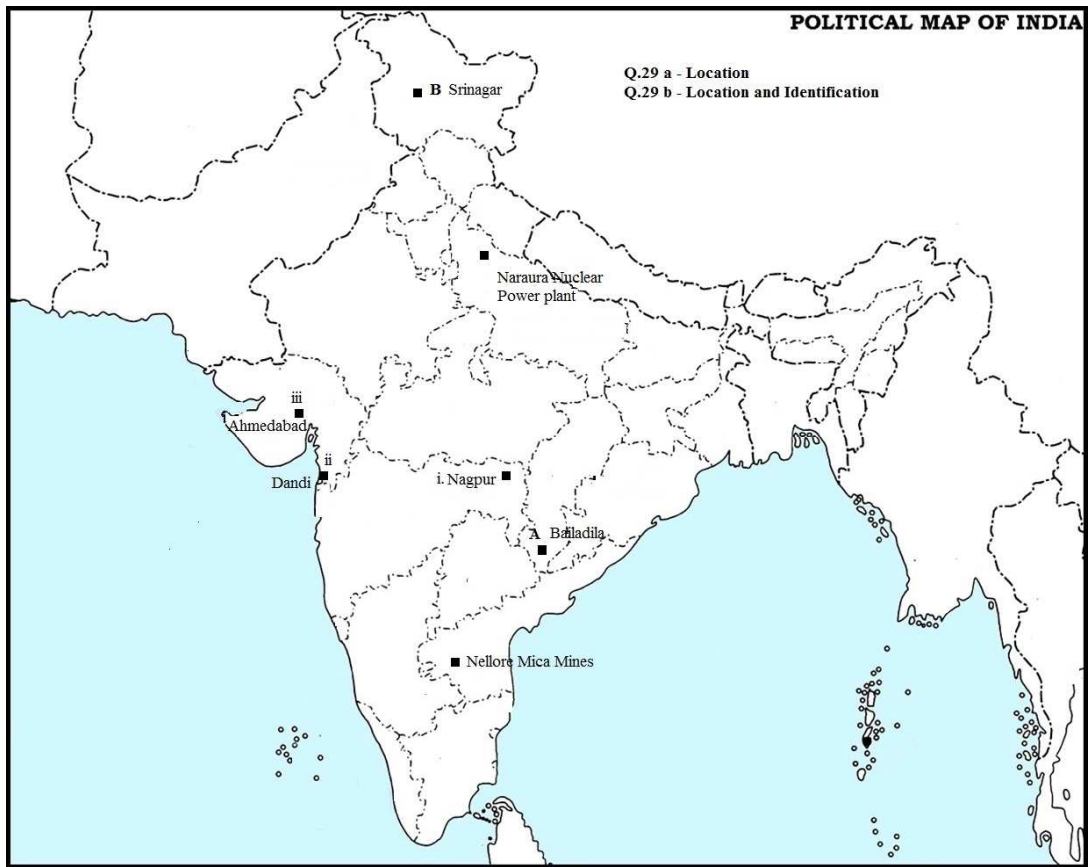 POLITICAL MAP OF INDIA
Q.29 a - Location
Q.29 b - Location and Identification
B Srinagar
Naraura Nuclear
Power plant
iii
Ahmedabad
ii
Dandi
i. Nagpur
A Bailadila
Nellore Mica Mines